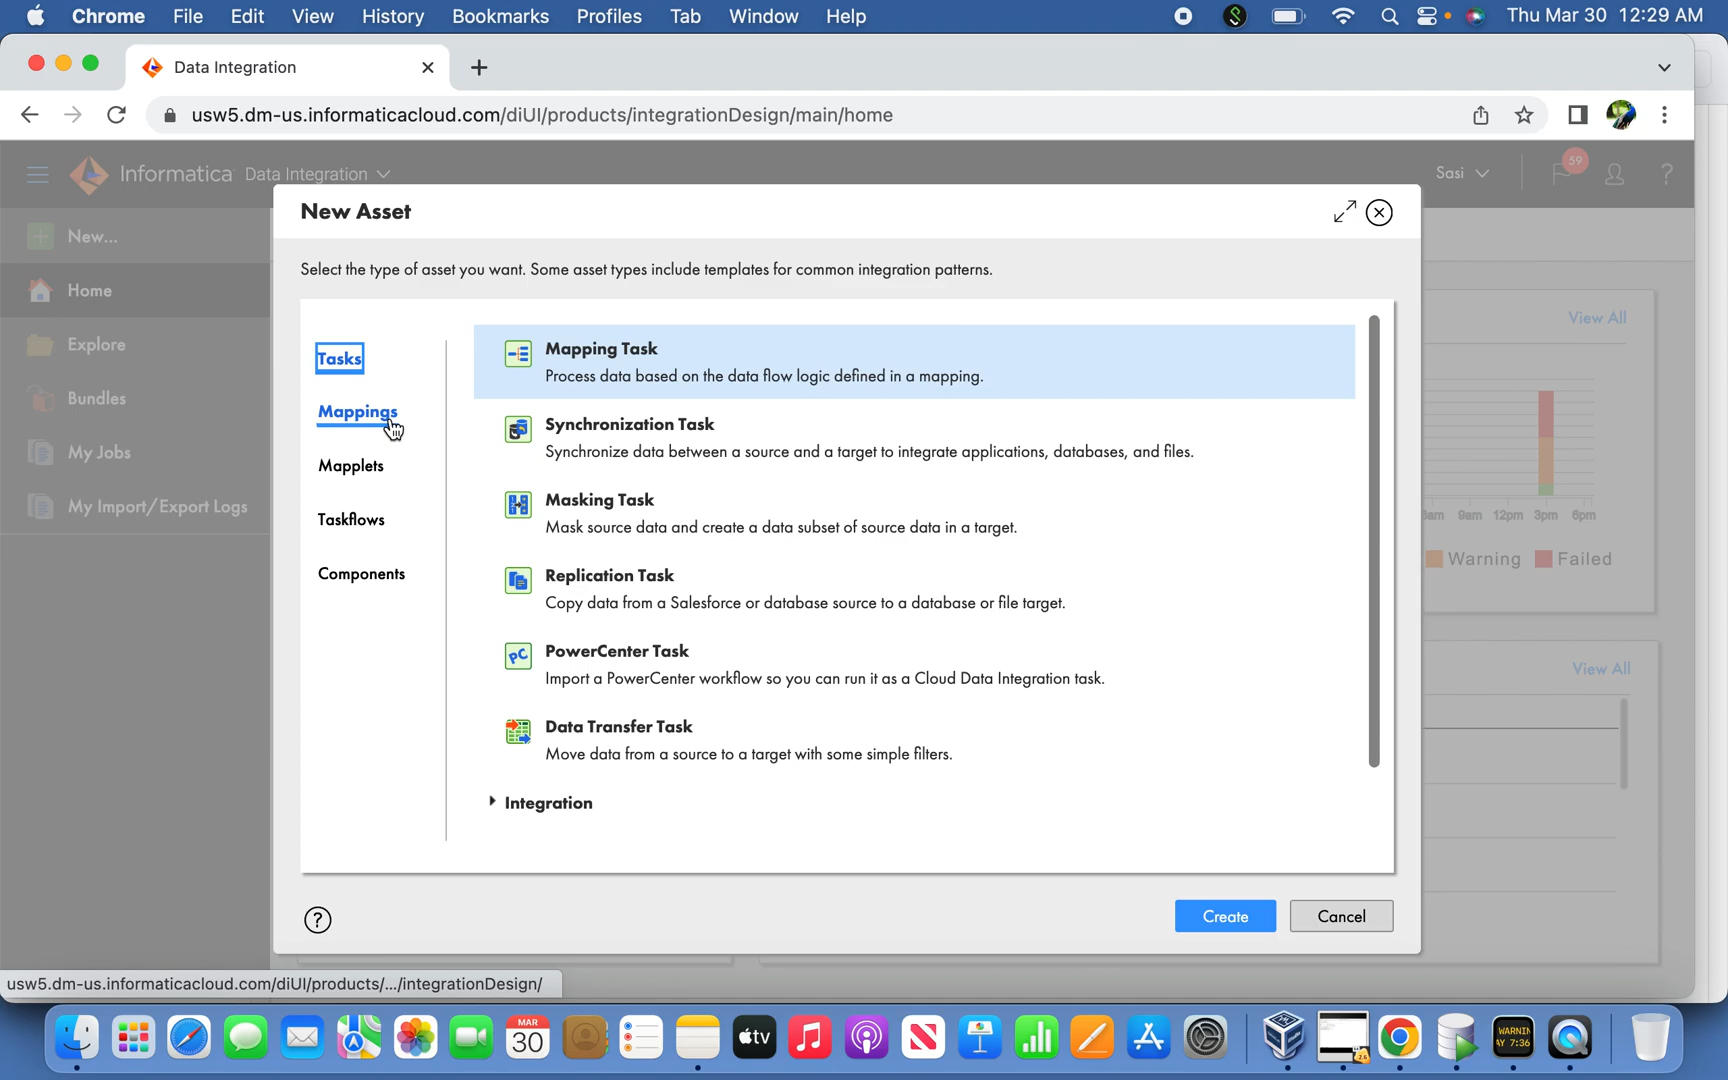 Chrome File Edit View History Bookmarks Profiles Tab Window Help Thu Mar 30 12:29 AM
Data Integration
usw5.dm-us.informaticacloud.com/diUI/products/integrationDesign/main/home
Informatica Data Integration Sasi 59 ?
New Asset
New...
Home
Explore
Bundles
My Jobs
My Import/Export Logs
Select the type of asset you want. Some asset types include templates for common integration patterns.
Tasks
Mappings
Mapplets
Taskflows
Components
Mapping Task
Process data based on the data flow logic defined in a mapping.
Synchronization Task
Synchronize data between a source and a target to integrate applications, databases, and files.
Masking Task
Mask source data and create a data subset of source data in a target.
Replication Task
Copy data from a Salesforce or database source to a database or file target.
PC PowerCenter Task
Import a PowerCenter workflow so you can run it as a Cloud Data Integration task.
Data Transfer Task
Move data from a source to a target with some simple filters.
Integration
View All
9am 12pm 3pm 6pm
Warning Failed
View All
? Create Cancel
usw5.dm-us.informaticacloud.com/diUI/products/.../integrationDesign/
MAR
30
tv
WARNIN
AY 7:36